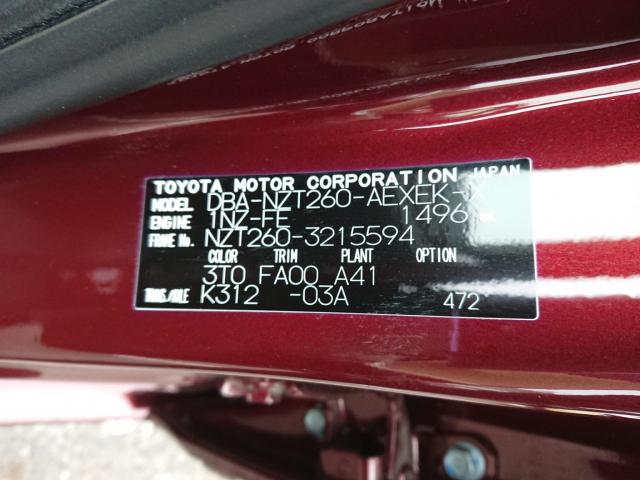 TOYOTA MOTOR CORPORATION JAPAN
MODEL DBA-NZT260-AEXEK-X
ENGINE 1NZ-FE 1496 mL
FRAME No. NZT260-3215594
COLOR TRIM PLANT OPTION
3T0 FA00 A41
TRANS./AXLE K312 -03A 472